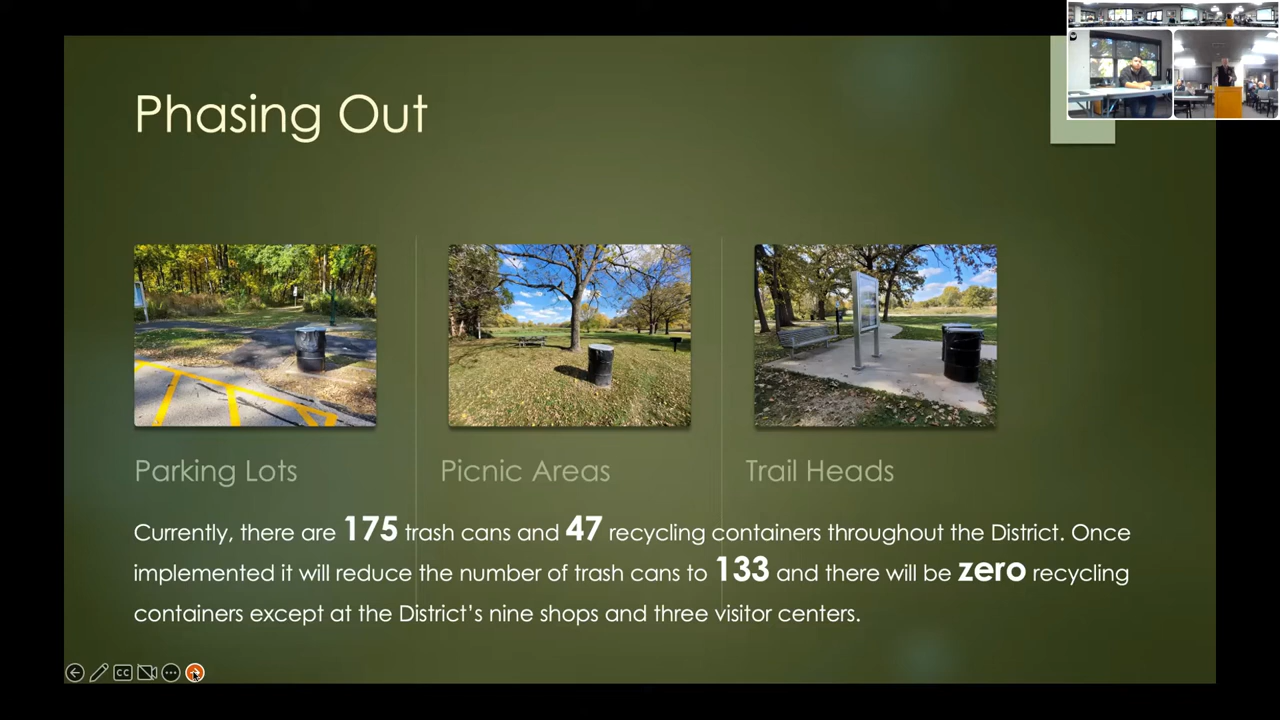 Phasing Out
Parking Lots
Picnic Areas
Trail Heads
Currently, there are 175 trash cans and 47 recycling containers throughout the District. Once
implemented it will reduce the number of trash cans to 133 and there will be zero recycling
containers except at the District’s nine shops and three visitor centers.
CC